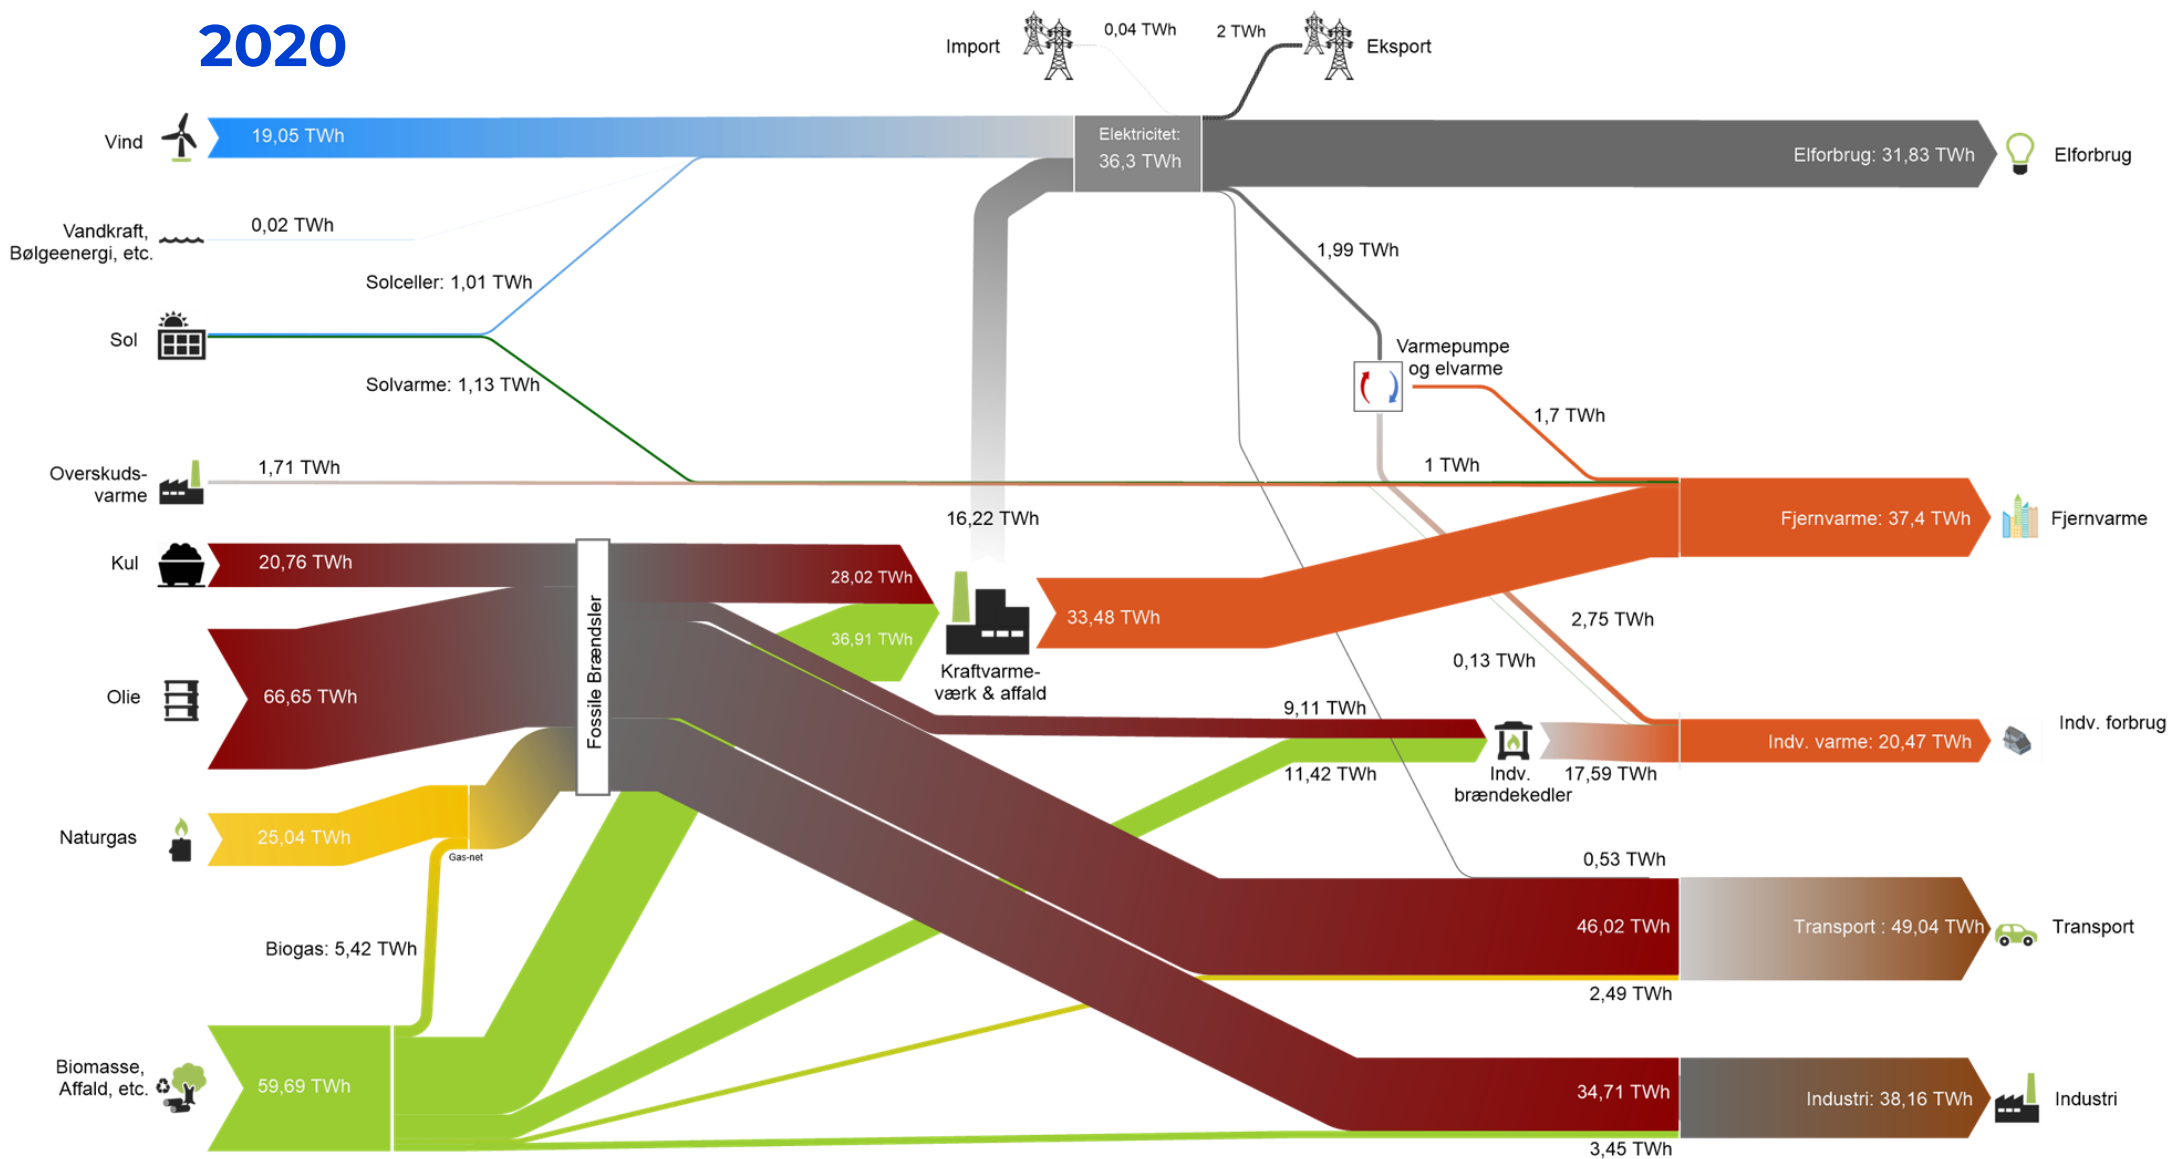 2020
Import
0,04 TWh
2 TWh
Eksport
Vind
19,05 TWh
Elektricitet:
36,3 TWh
Elforbrug: 31,83 TWh
Elforbrug
Vandkraft,
Bølgeenergi, etc.
0,02 TWh
1,99 TWh
Solceller: 1,01 TWh
Sol
Varmepumpe
og elvarme
Solvarme: 1,13 TWh
1,7 TWh
Overskuds-
varme
1,71 TWh
1 TWh
16,22 TWh
Fjernvarme: 37,4 TWh
Fjernvarme
Kul
20,76 TWh
28,02 TWh
Fossile Brændsler
33,48 TWh
36,91 TWh
2,75 TWh
0,13 TWh
Kraftvarme-
værk & affald
Olie
66,65 TWh
9,11 TWh
Indv. forbrug
Indv. varme: 20,47 TWh
11,42 TWh
Indv.
brændekedler
17,59 TWh
Naturgas
25,04 TWh
Gas-net
0,53 TWh
46,02 TWh
Transport : 49,04 TWh
Transport
Biogas: 5,42 TWh
2,49 TWh
Biomasse,
Affald, etc.
59,69 TWh
34,71 TWh
Industri: 38,16 TWh
Industri
3,45 TWh